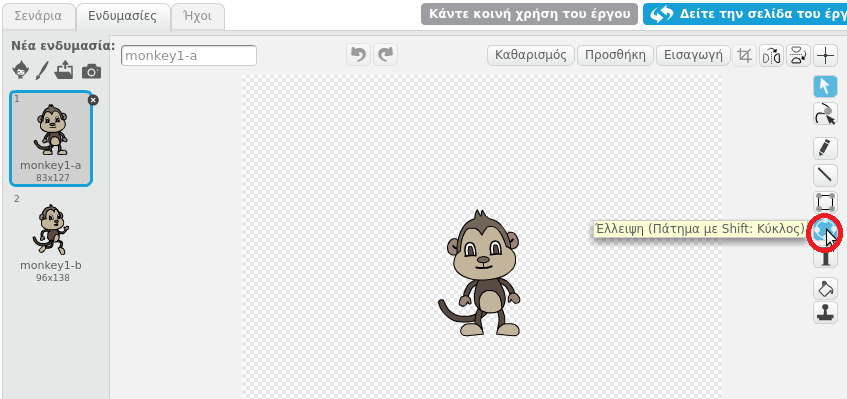 Σενάρια
Ενδυμασίες
Ήχοι
Κάντε κοινή χρήση του έργου
Δείτε την σελίδα του έργ
Νέα ενδυμασία:
monkey1-a
Καθαρισμός
Προσθήκη
Εισαγωγή
1
monkey1-a
83x127
2
monkey1-b
96x138
Έλλειψη (Πάτημα με Shift: Κύκλος)
T